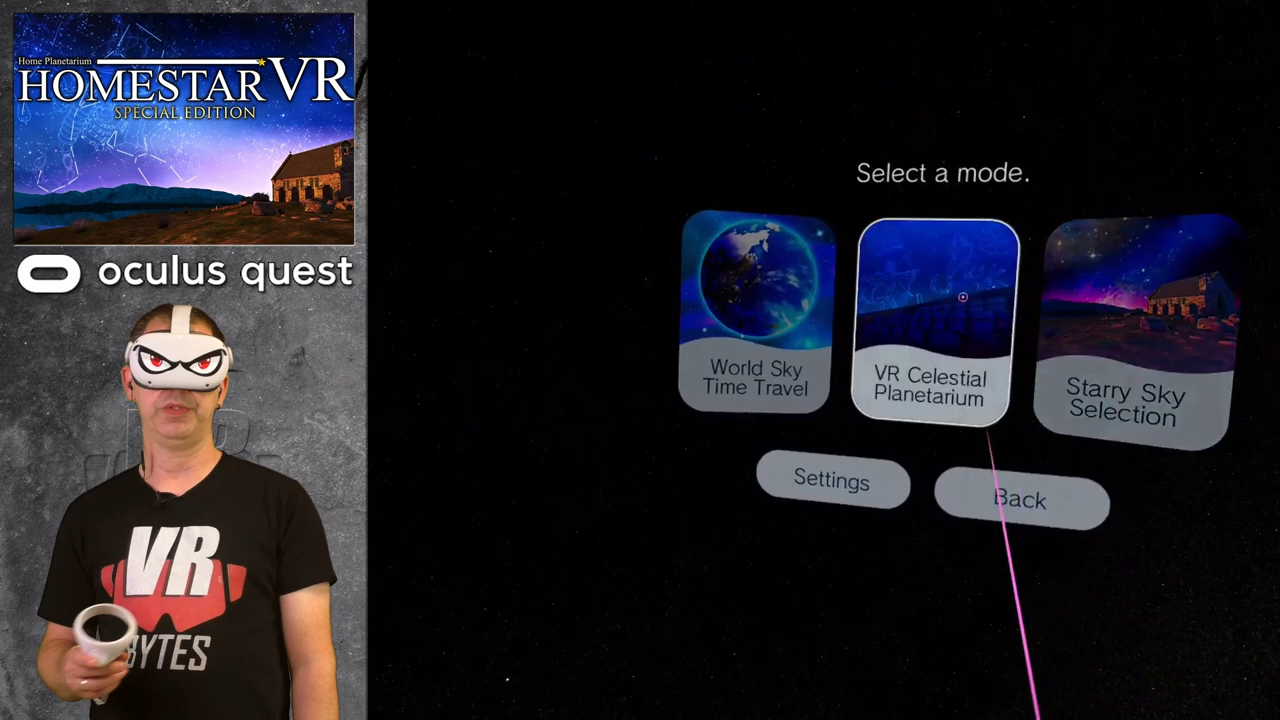 Home Planetarium
HOMESTAR VR
SPECIAL EDITION
oculus quest
VR
BYTES
Select a mode.
World Sky
Time Travel
VR Celestial
Planetarium
Starry Sky
Selection
Settings
Back